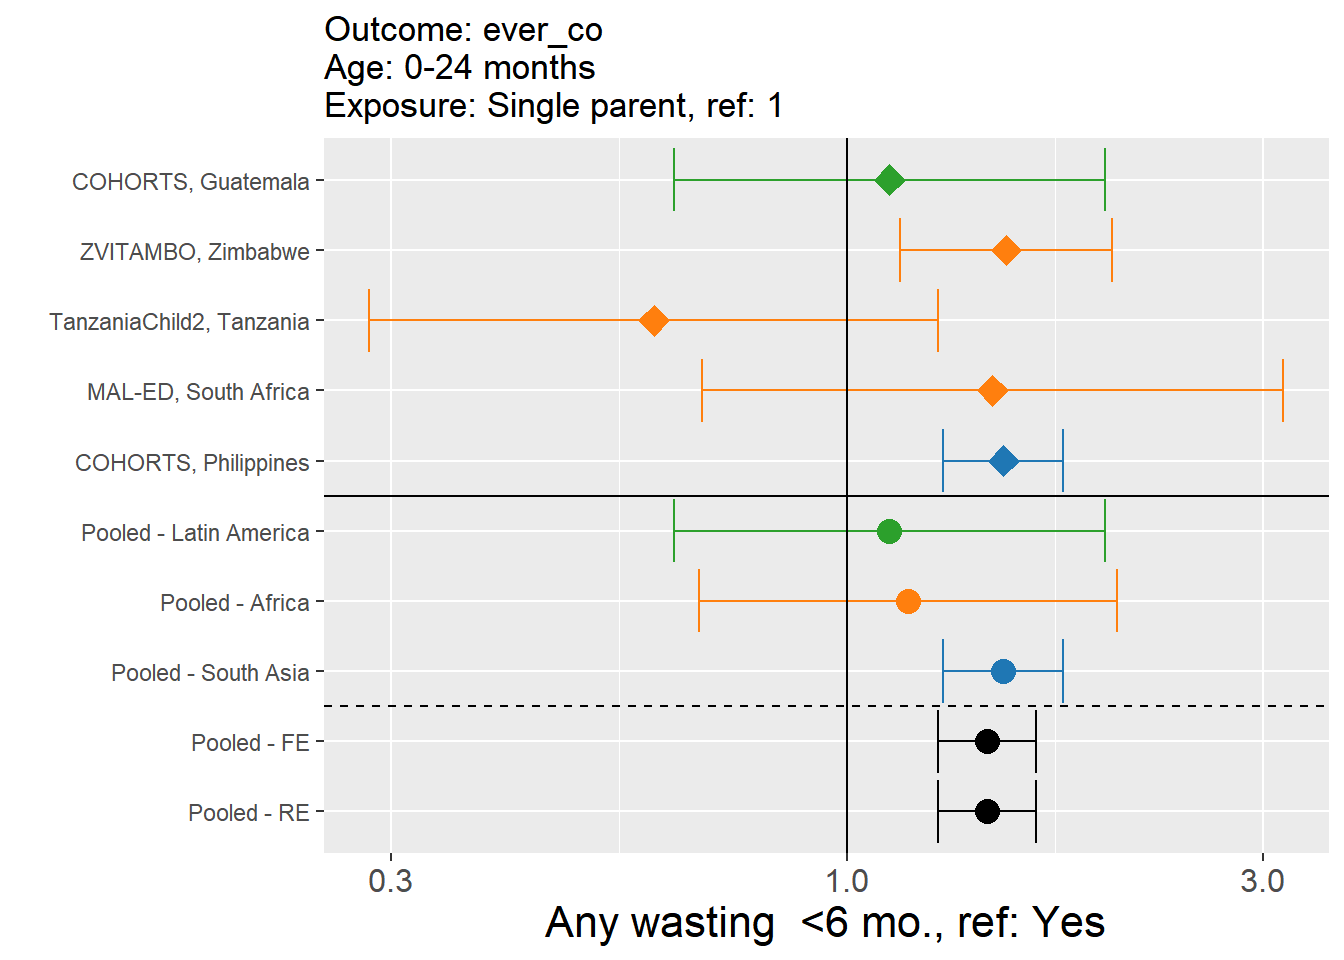 Outcome: ever_co
Age: 0-24 months
Exposure: Single parent, ref: 1
COHORTS, Guatemala
ZVITAMBO, Zimbabwe
TanzaniaChild2, Tanzania
MAL-ED, South Africa
COHORTS, Philippines
Pooled - Latin America
Pooled - Africa
Pooled - South Asia
Pooled - FE
Pooled - RE
0.3 1.0 3.0
Any wasting  <6 mo., ref: Yes